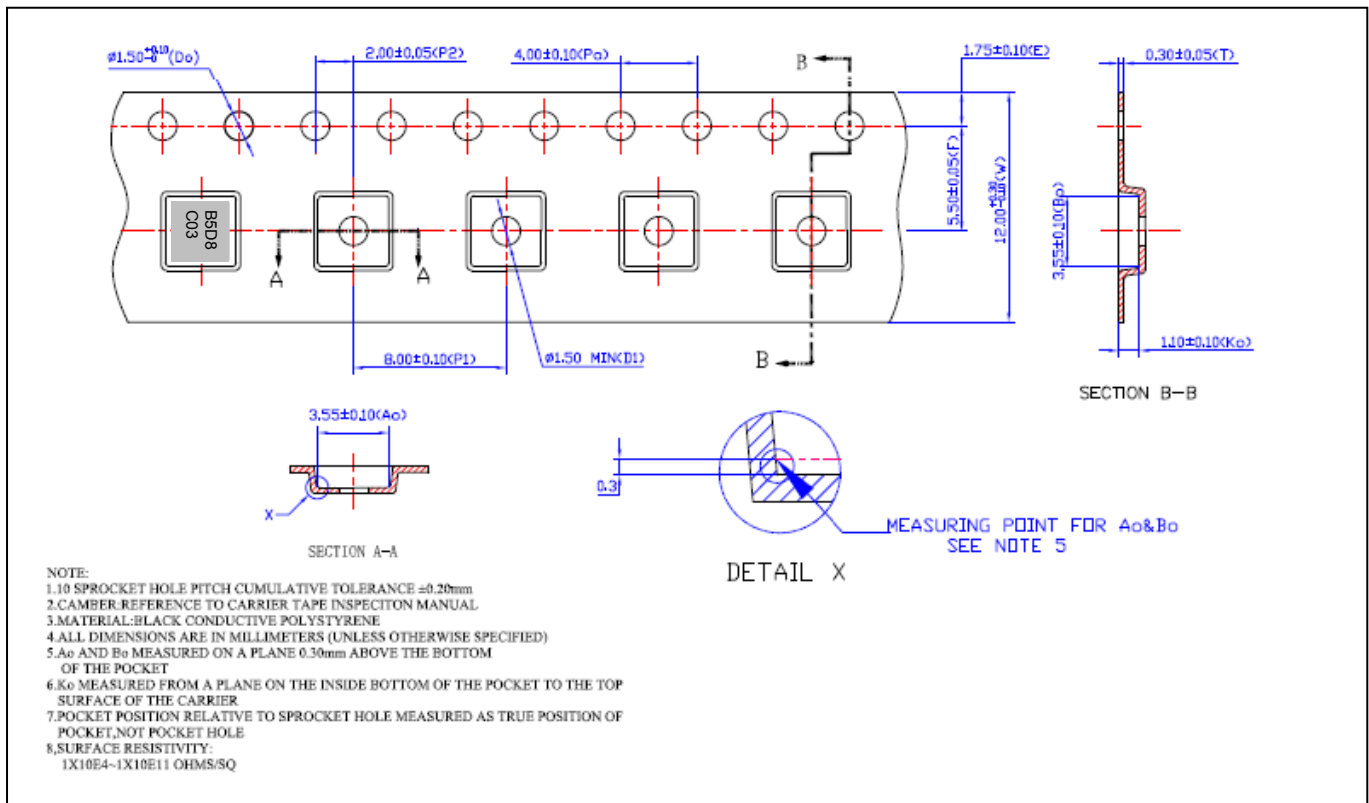 ø1.50+0.10-0(Do)
2.00±0.05(P2)
4.00±0.10(Po)
B
1.75±0.10(E)
0.30±0.05(T)
B5D8
C03
A
A
5.50±0.05(F)
3.55±0.10(Bo)
8.00±0.10(P1)
ø1.50 MIN(D1)
B
1.10±0.10(Ko)
SECTION B-B
3.55±0.10(Ao)
X
SECTION A-A
0.3
MEASURING POINT FOR Ao&Bo
SEE NOTE 5
DETAIL X
NOTE:
1.10 SPROCKET HOLE PITCH CUMULATIVE TOLERANCE ±0.20mm
2.CAMBER:REFERENCE TO CARRIER TAPE INSPECITON MANUAL
3.MATERIAL:BLACK CONDUCTIVE POLYSTYRENE
4.ALL DIMENSIONS ARE IN MILLIMETERS (UNLESS OTHERWISE SPECIFIED)
5.Ao AND Bo MEASURED ON A PLANE 0.30mm ABOVE THE BOTTOM
OF THE POCKET
6.Ko MEASURED FROM A PLANE ON THE INSIDE BOTTOM OF THE POCKET TO THE TOP
SURFACE OF THE CARRIER
7.POCKET POSITION RELATIVE TO SPROCKET HOLE MEASURED AS TRUE POSITION OF
POCKET,NOT POCKET HOLE
8,SURFACE RESISTIVITY:
1X10E4~1X10E11 OHMS/SQ